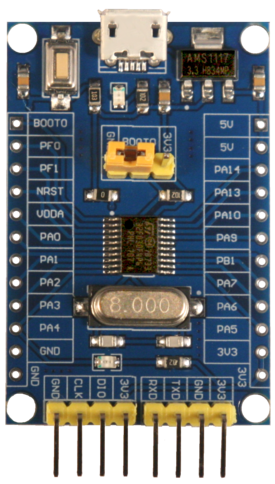 AMS1117
3.3 H834MP
BOOT0
3V3
BOOT0
5V
PF0
5V
PF1
PA14
NRST
PA13
VDDA
PA10
PA0
PA9
PA1
PB1
PA2
PA7
PA3
PA6
PA4
PA5
GND
3V3
8.000
GND
3V3
GND
CLK
DIO
3V3
RXD
TXD
GND
3V3